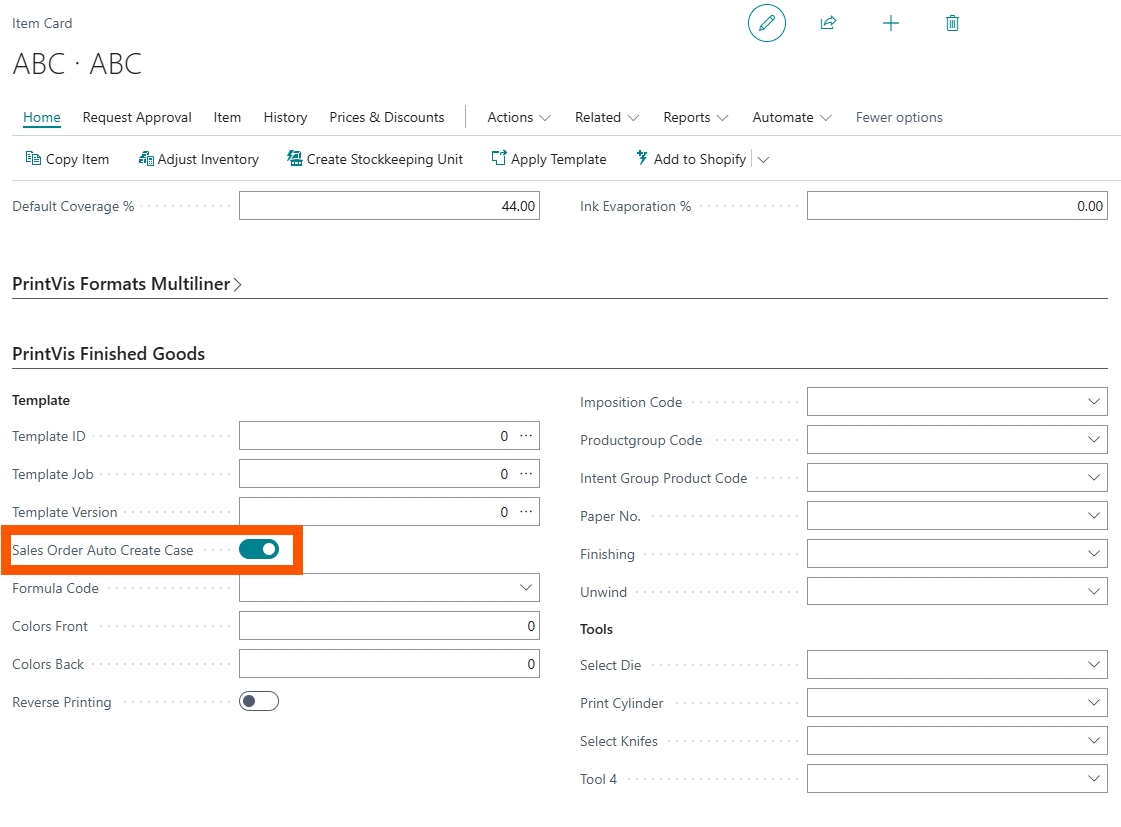 Item Card
ABC · ABC
Home Request Approval Item History Prices & Discounts Actions Related Reports Automate Fewer options
Copy Item Adjust Inventory Create Stockkeeping Unit Apply Template Add to Shopify
Default Coverage % 44.00 Ink Evaporation % 0.00
PrintVis Formats Multiliner
PrintVis Finished Goods
Template
Template ID 0 ...
Template Job 0 ...
Template Version 0 ...
Sales Order Auto Create Case
Formula Code
Colors Front 0
Colors Back 0
Reverse Printing
Imposition Code
Productgroup Code
Intent Group Product Code
Paper No.
Finishing
Unwind
Tools
Select Die
Print Cylinder
Select Knifes
Tool 4